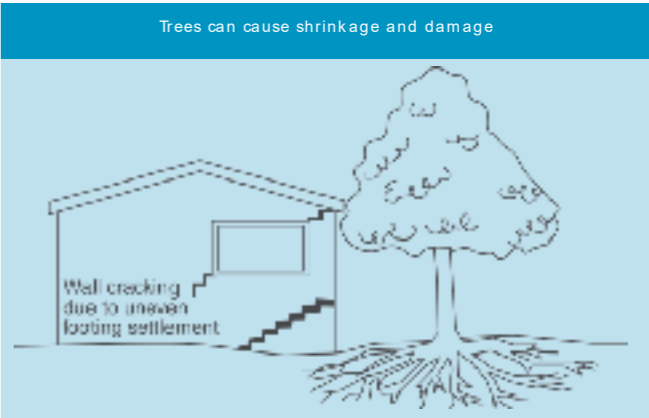 Trees can cause shrinkage and damage
Wall cracking
due to uneven
footing settlement